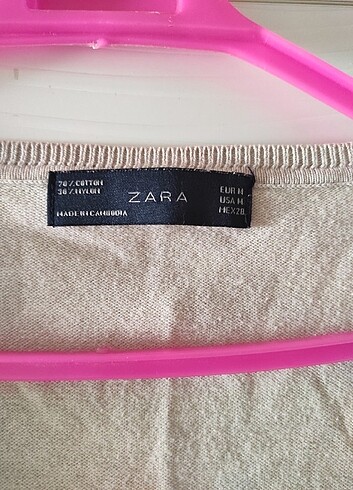 70 % COTTON
30 % NYLON
MADE IN CAMBODIA
ZARA
EUR M
USA M
MEX 28